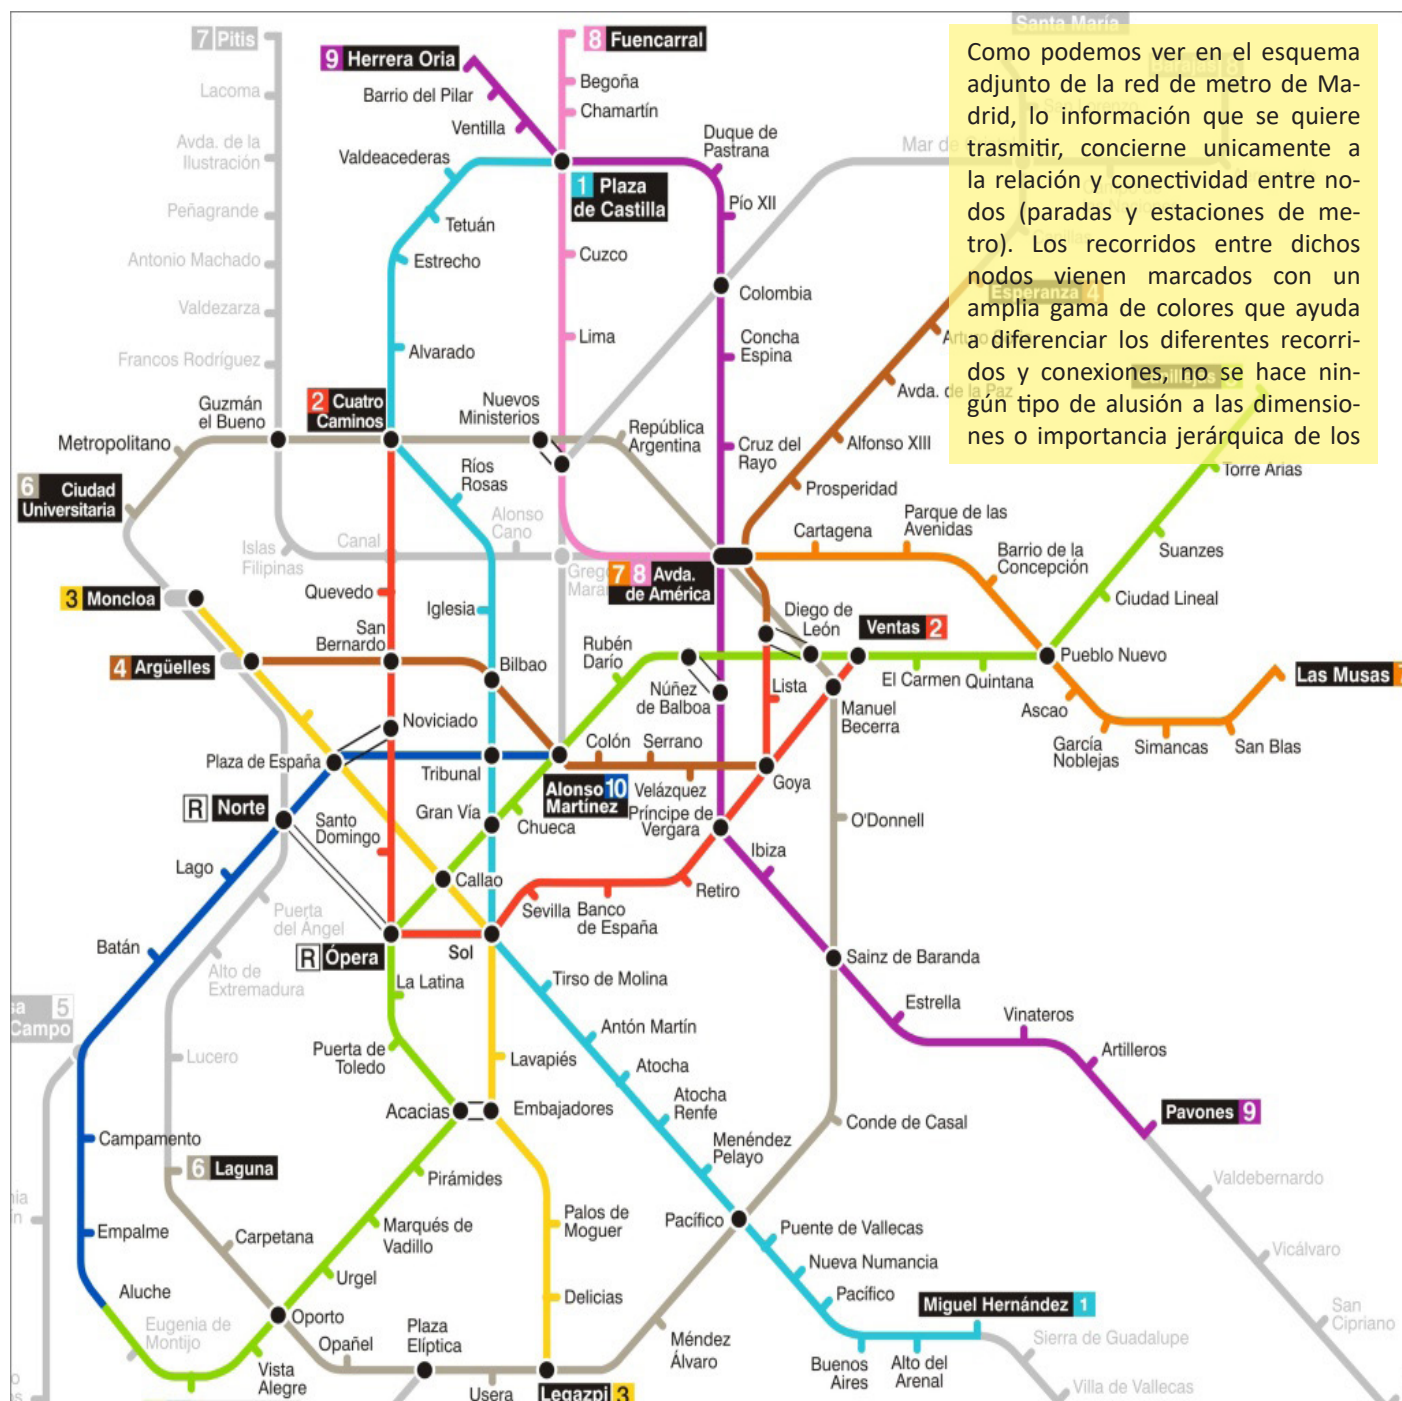 Santa María
7 Pitis
9 Herrera Oria
8 Fuencarral
Lacoma
Barrio del Pilar
Ventilla
Begoña
Chamartín
Duque de
Pastrana
Avda. de la
Ilustración
Valdeacederas
1 Plaza
de Castilla
Pío XII
Peñagrande
Tetuán
Antonio Machado
Estrecho
Cuzco
Colombia
Valdezarza
Francos Rodríguez
Alvarado
Lima
Concha
Espina
Como podemos ver en el esquema
adjunto de la red de metro de Ma-
drid, lo información que se quiere
trasmitir, concierne unicamente a
la relación y conectividad entre no-
dos (paradas y estaciones de me-
tro). Los recorridos entre dichos
nodos vienen marcados con un
amplia gama de colores que ayuda
a diferenciar los diferentes recorri-
dos y conexiones, no se hace nin-
gún tipo de alusión a las dimensio-
nes o importancia jerárquica de los
Mar de
Esperanza 4
Avda. de la Paz
Guzmán
el Bueno
2 Cuatro
Caminos
Nuevos
Ministerios
República
Argentina
Cruz del
Rayo
Alfonso XIII
Metropolitano
Ríos
Rosas
Prosperidad
Torre Arias
6 Ciudad
Universitaria
Islas
Filipinas
Canal
Alonso
Cano
Cartagena
Parque de las
Avenidas
Barrio de la
Concepción
Suanzes
3 Moncloa
Quevedo
Iglesia
7 8 Avda.
de América
Diego de
León
Ventas 2
Ciudad Lineal
4 Argüelles
San
Bernardo
Bilbao
Rubén
Darío
Núñez
de Balboa
Lista
Manuel
Becerra
El Carmen
Quintana
Pueblo Nuevo
Las Musas
Ascao
García
Noblejas
Simancas
San Blas
Noviciado
Plaza de España
Tribunal
Colón
Serrano
Velázquez
Goya
Alonso 10
Martínez
R Norte
Santo
Domingo
Gran Vía
Chueca
Príncipe de
Vergara
O'Donnell
Lago
Callao
Ibiza
Retiro
Puerta
del Ángel
Sevilla
Banco
de España
Batán
R Ópera
Sol
Sainz de Baranda
Alto de
Extremadura
La Latina
Tirso de Molina
Estrella
Vinateros
sa 5
Campo
Lucero
Puerta de
Toledo
Antón Martín
Lavapiés
Atocha
Artilleros
Acacias
Embajadores
Atocha
Renfe
Pavones 9
Campamento
Menéndez
Pelayo
Conde de Casal
6 Laguna
Pirámides
Valdebernardo
Empalme
Carpetana
Marqués de
Vadillo
Palos de
Moguer
Pacífico
Puente de Vallecas
Vicálvaro
Aluche
Urgel
Delicias
Nueva Numancia
Pacífico
Miguel Hernández 1
Eugenia de
Montijo
Oporto
Plaza
Elíptica
San
Cipriano
Opañel
Méndez
Álvaro
Sierra de Guadalupe
Vista
Alegre
Usera
Legazpi 3
Buenos
Aires
Alto del
Arenal
Villa de Vallecas